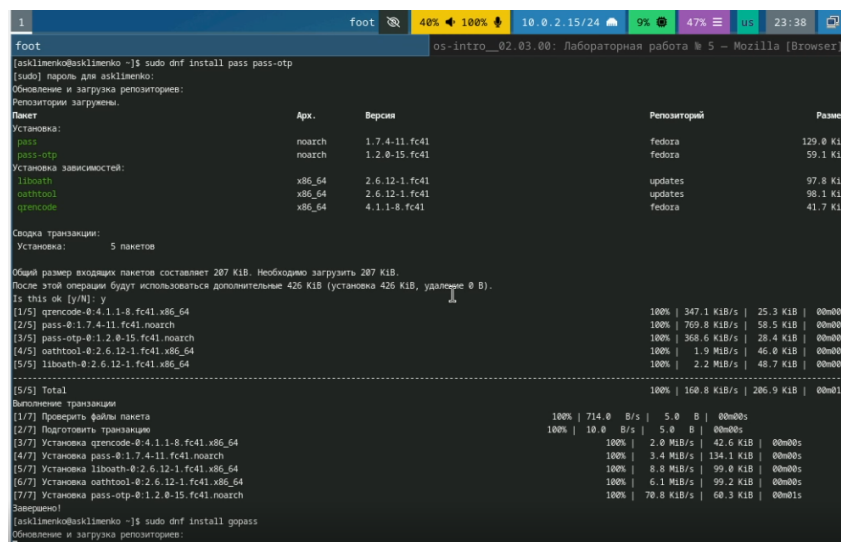 1 foot 40% 100% 10.0.2.15/24 9% 47% us 23:38
foot os-intro__02.03.00: Лабораторная работа № 5 — Mozilla [Browser]
[asklimenko@asklimenko ~]$ sudo dnf install pass pass-otp
[sudo] пароль для asklimenko:
Обновление и загрузка репозиториев:
Репозитории загружены.
Пакет Арх. Версия Репозиторий Разме
Установка:
pass noarch 1.7.4-11.fc41 fedora 129.0 Ki
pass-otp noarch 1.2.0-15.fc41 fedora 59.1 Ki
Установка зависимостей:
liboath x86_64 2.6.12-1.fc41 updates 97.8 Ki
oathtool x86_64 2.6.12-1.fc41 updates 98.1 Ki
qrencode x86_64 4.1.1-8.fc41 fedora 41.7 Ki
Сводка транзакции:
Установка: 5 пакетов
Общий размер входящих пакетов составляет 207 KiB. Необходимо загрузить 207 KiB.
После этой операции будут использоваться дополнительные 426 KiB (установка 426 KiB, удаление 0 B).
Is this ok [y/N]: y
[1/5] qrencode-0:4.1.1-8.fc41.x86_64 100% | 347.1 KiB/s | 25.3 KiB | 00m00
[2/5] pass-0:1.7.4-11.fc41.noarch 100% | 769.8 KiB/s | 58.5 KiB | 00m00
[3/5] pass-otp-0:1.2.0-15.fc41.noarch 100% | 368.6 KiB/s | 28.4 KiB | 00m00
[4/5] oathtool-0:2.6.12-1.fc41.x86_64 100% | 1.9 MiB/s | 46.0 KiB | 00m00
[5/5] liboath-0:2.6.12-1.fc41.x86_64 100% | 2.2 MiB/s | 48.7 KiB | 00m00
[5/5] Total 100% | 160.8 KiB/s | 206.9 KiB | 00m01
Выполнение транзакции
[1/7] Проверить файлы пакета 100% | 714.0 B/s | 5.0 B | 00m00s
[2/7] Подготовить транзакцию 100% | 10.0 B/s | 5.0 B | 00m00s
[3/7] Установка qrencode-0:4.1.1-8.fc41.x86_64 100% | 2.0 MiB/s | 42.6 KiB | 00m00s
[4/7] Установка pass-0:1.7.4-11.fc41.noarch 100% | 3.4 MiB/s | 134.1 KiB | 00m00s
[5/7] Установка liboath-0:2.6.12-1.fc41.x86_64 100% | 8.8 MiB/s | 99.0 KiB | 00m00s
[6/7] Установка oathtool-0:2.6.12-1.fc41.x86_64 100% | 6.1 MiB/s | 99.2 KiB | 00m00s
[7/7] Установка pass-otp-0:1.2.0-15.fc41.noarch 100% | 70.8 KiB/s | 60.3 KiB | 00m01s
Завершено!
[asklimenko@asklimenko ~]$ sudo dnf install gopass
Обновление и загрузка репозиториев: